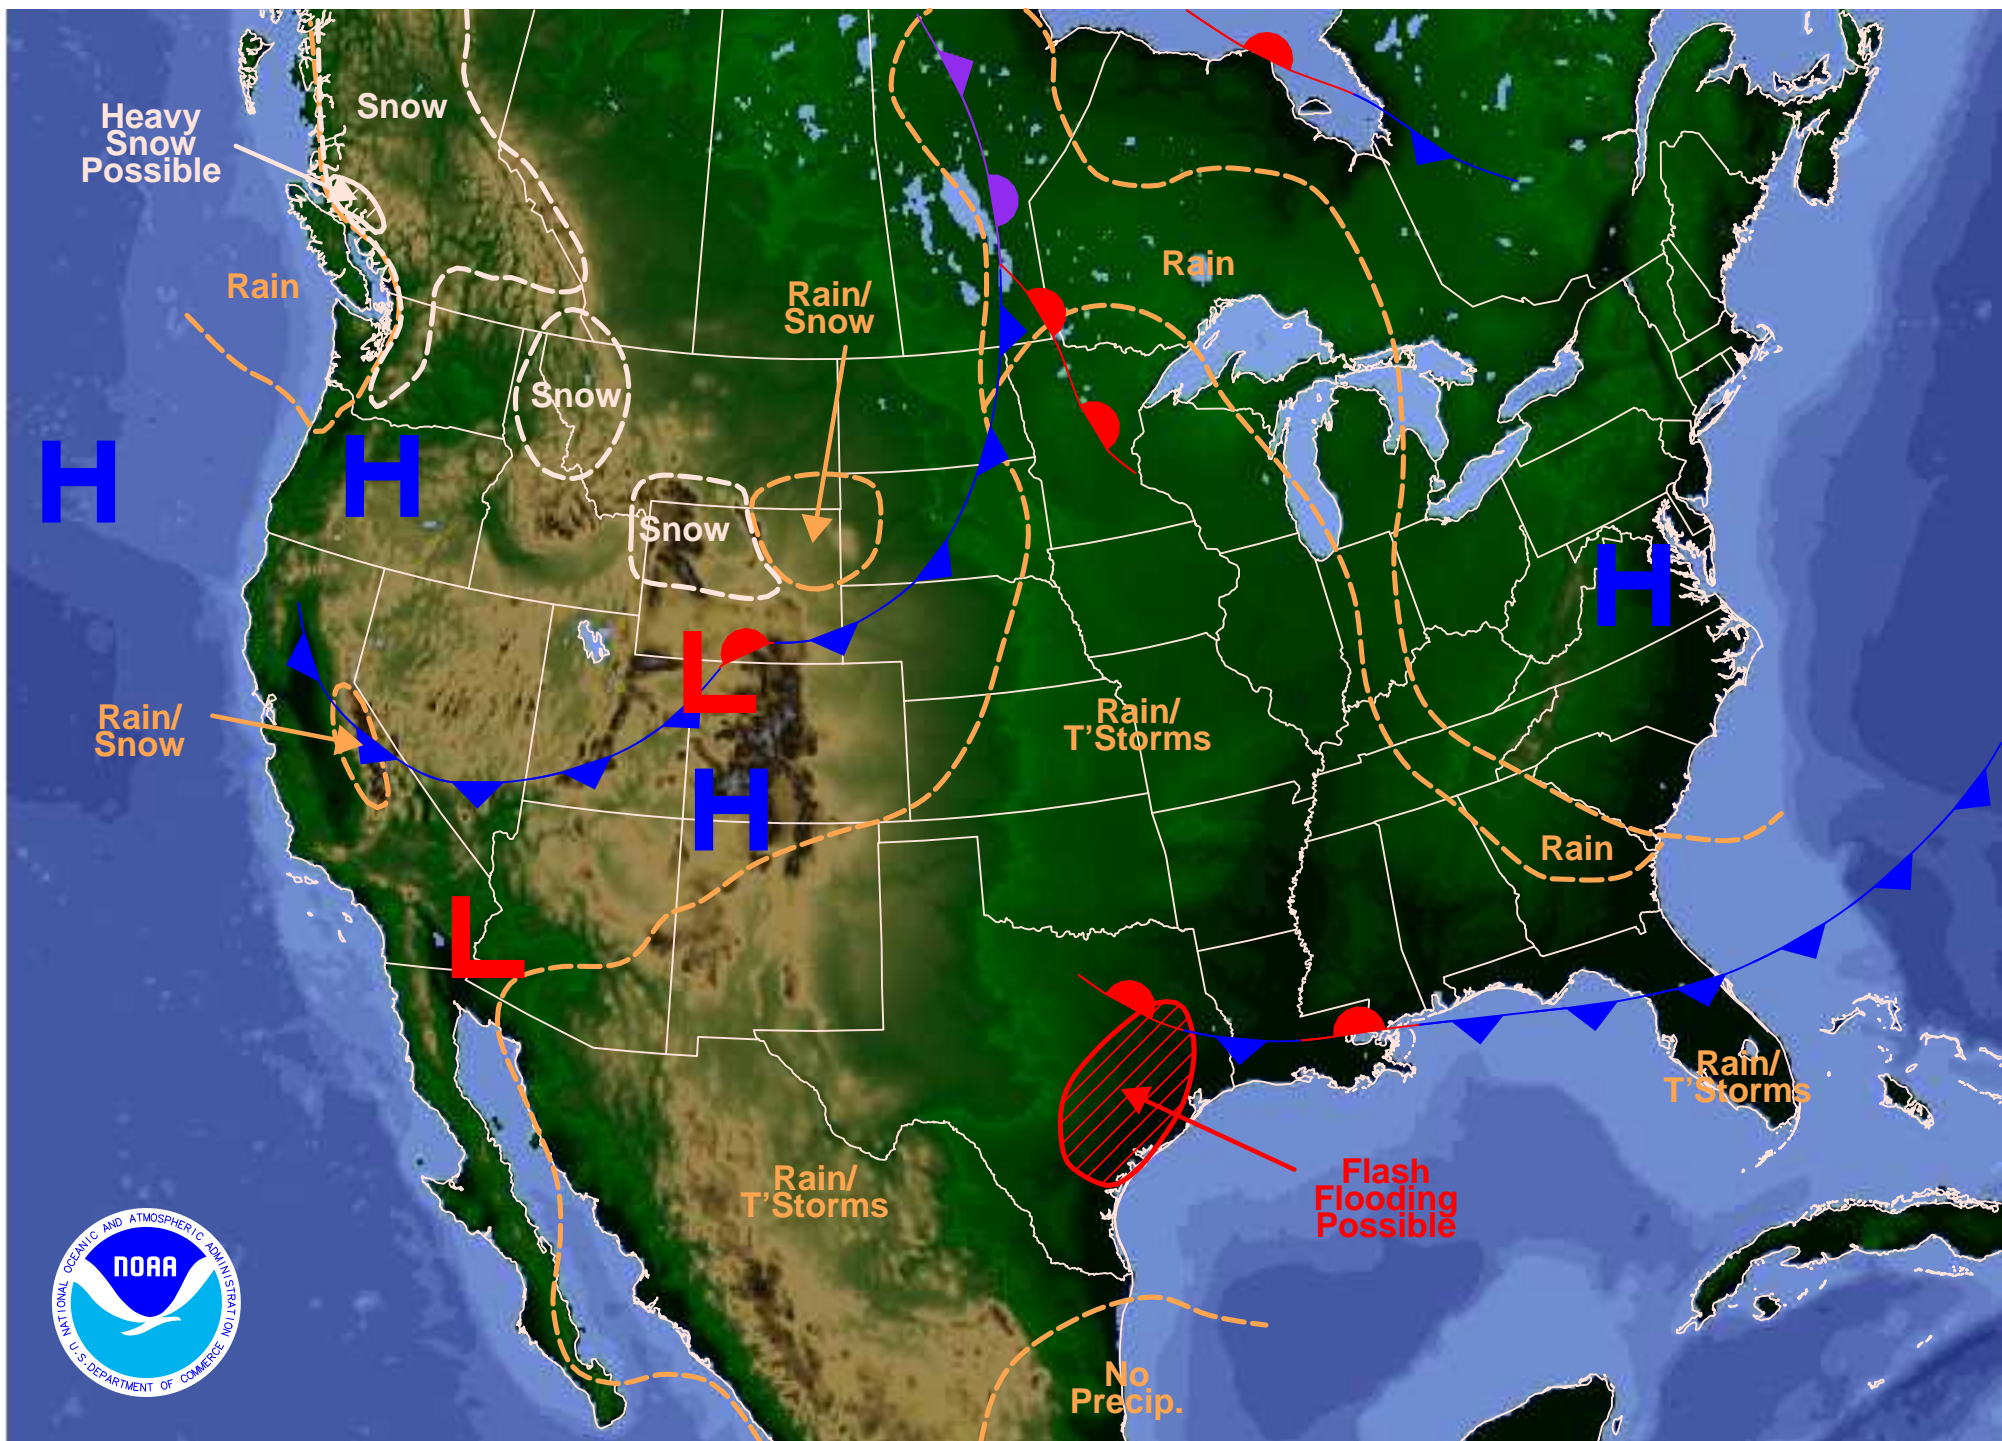 Snow
Heavy
Snow
Possible
Rain
Rain
Rain/
Snow
Snow
H
H
Snow
H
L
Rain/
Snow
Rain/
T'Storms
H
Rain
L
Rain/
T'Storms
Flash
Flooding
Possible
Rain/
T'Storms
No
Precip.
NATIONAL OCEANIC AND ATMOSPHERIC ADMINISTRATION
NOAA
U.S. DEPARTMENT OF COMMERCE